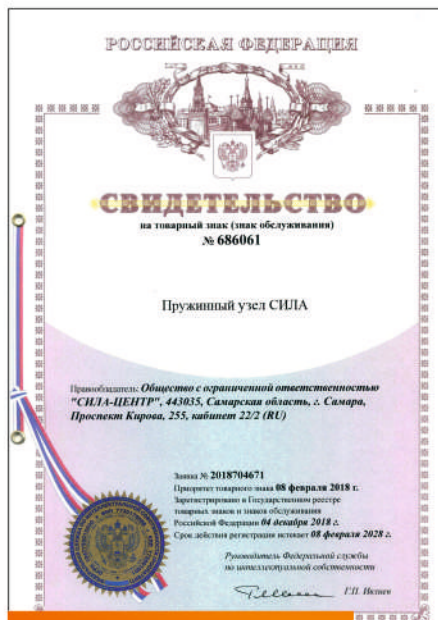 РОССИЙСКАЯ ФЕДЕРАЦИЯ
СВИДЕТЕЛЬСТВО
на товарный знак (знак обслуживания)
№ 686061
Пружинный узел СИЛА
Правообладатель: Общество с ограниченной ответственностью
"СИЛА-ЦЕНТР", 443035, Самарская область, г. Самара,
Проспект Кирова, 255, кабинет 22/2 (RU)
Заявка № 2018704671
Приоритет товарного знака 08 февраля 2018 г.
Зарегистрировано в Государственном реестре
товарных знаков и знаков обслуживания
Российской Федерации 04 декабря 2018 г.
Срок действия регистрации истекает 08 февраля 2028 г.
Руководитель Федеральной службы
по интеллектуальной собственности
Г.П. Ивлиев